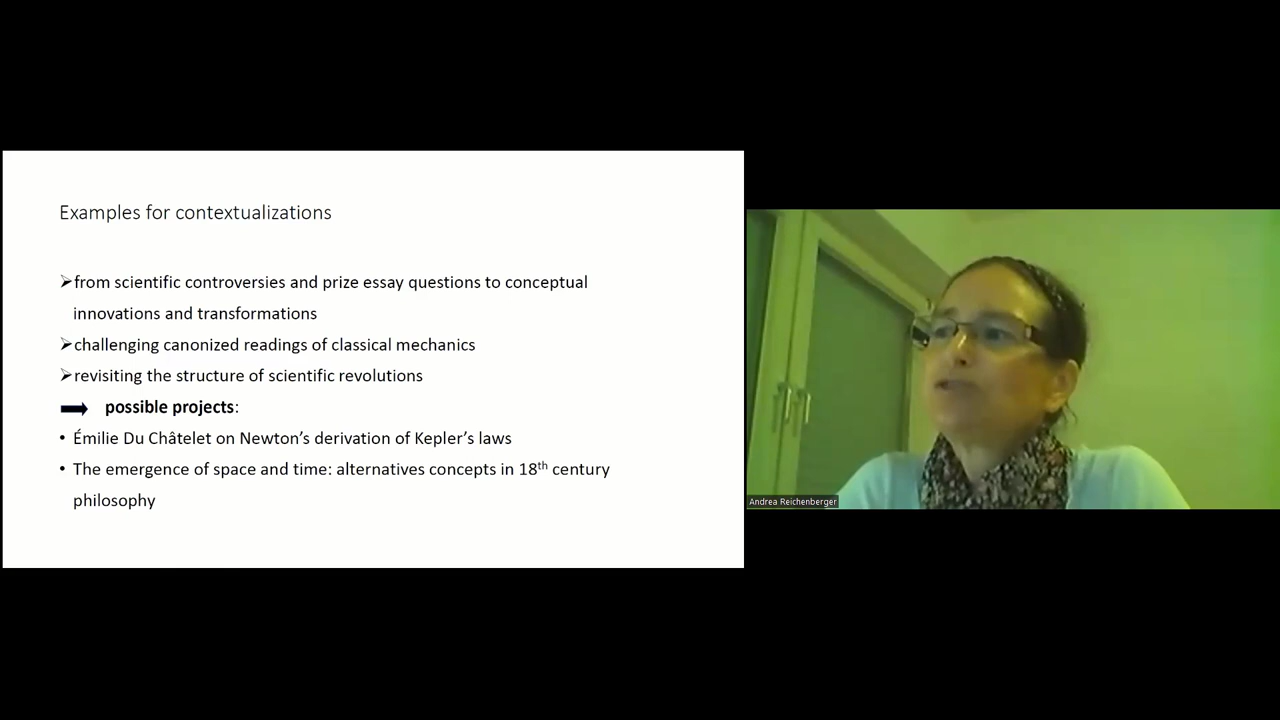 Examples for contextualizations
➢from scientific controversies and prize essay questions to conceptual
innovations and transformations
➢challenging canonized readings of classical mechanics
➢revisiting the structure of scientific revolutions
➡ possible projects:
• Émilie Du Châtelet on Newton’s derivation of Kepler’s laws
• The emergence of space and time: alternatives concepts in 18th century
philosophy
Andrea Reichenberger